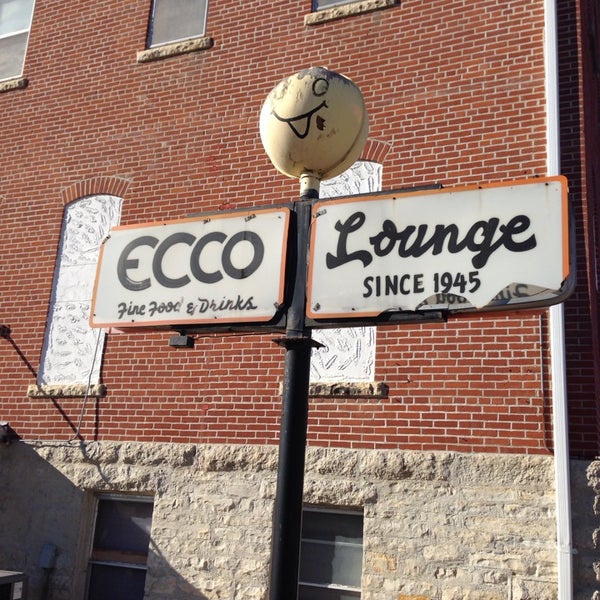 ECCO
Fine Food & Drinks
Lounge
SINCE 1945